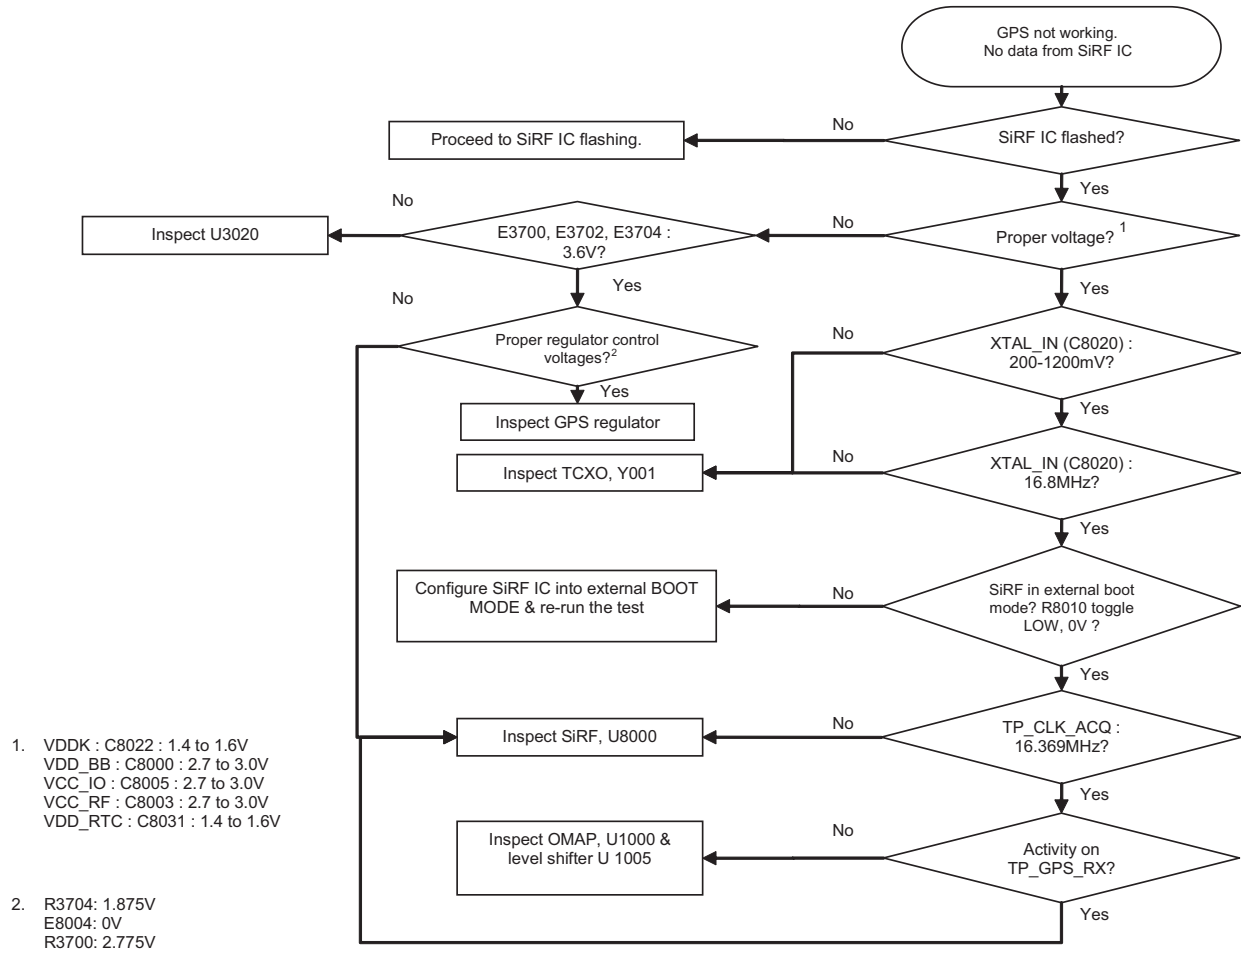 GPS not working.
No data from SiRF IC
No
Proceed to SiRF IC flashing.
SiRF IC flashed?
Yes
No
No
Inspect U3020
E3700, E3702, E3704 :
3.6V?
Proper voltage? 1
Yes
Yes
No
No
Proper regulator control
voltages?2
XTAL_IN (C8020) :
200-1200mV?
Yes
Yes
Inspect GPS regulator
No
Inspect TCXO, Y001
XTAL_IN (C8020) :
16.8MHz?
Yes
Configure SiRF IC into external BOOT
MODE & re-run the test
No
SiRF in external boot
mode? R8010 toggle
LOW, 0V ?
Yes
No
Inspect SiRF, U8000
TP_CLK_ACQ :
16.369MHz?
1. VDDK : C8022 : 1.4 to 1.6V
VDD_BB : C8000 : 2.7 to 3.0V
VCC_IO : C8005 : 2.7 to 3.0V
VCC_RF : C8003 : 2.7 to 3.0V
VDD_RTC : C8031 : 1.4 to 1.6V
Yes
No
Inspect OMAP, U1000 &
level shifter U 1005
Activity on
TP_GPS_RX?
Yes
2. R3704: 1.875V
E8004: 0V
R3700: 2.775V